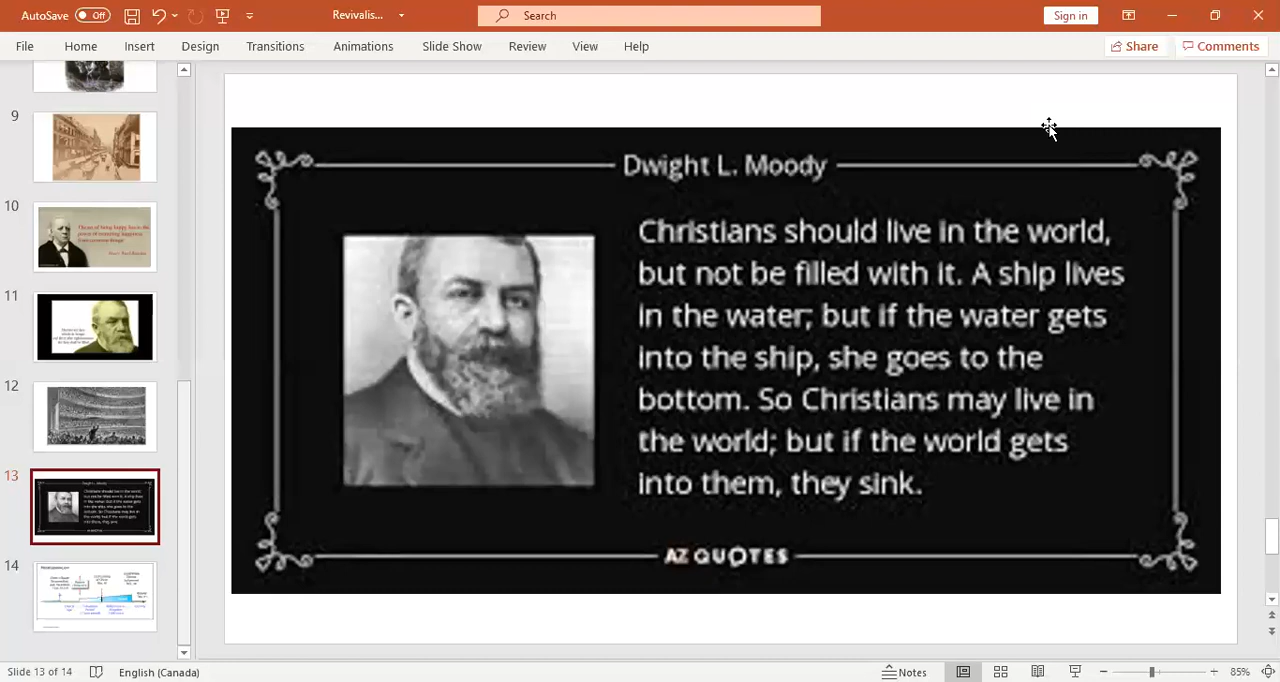 AutoSave Off
Revivalis...
Search
Sign in
File Home Insert Design Transitions Animations Slide Show Review View Help Share Comments
9
10
11
12
13
14
Dwight L. Moody
Christians should live in the world,
but not be filled with it. A ship lives
in the water; but if the water gets
into the ship, she goes to the
bottom. So Christians may live in
the world; but if the world gets
into them, they sink.
AZ QUOTES
Slide 13 of 14 English (Canada) Notes 85%